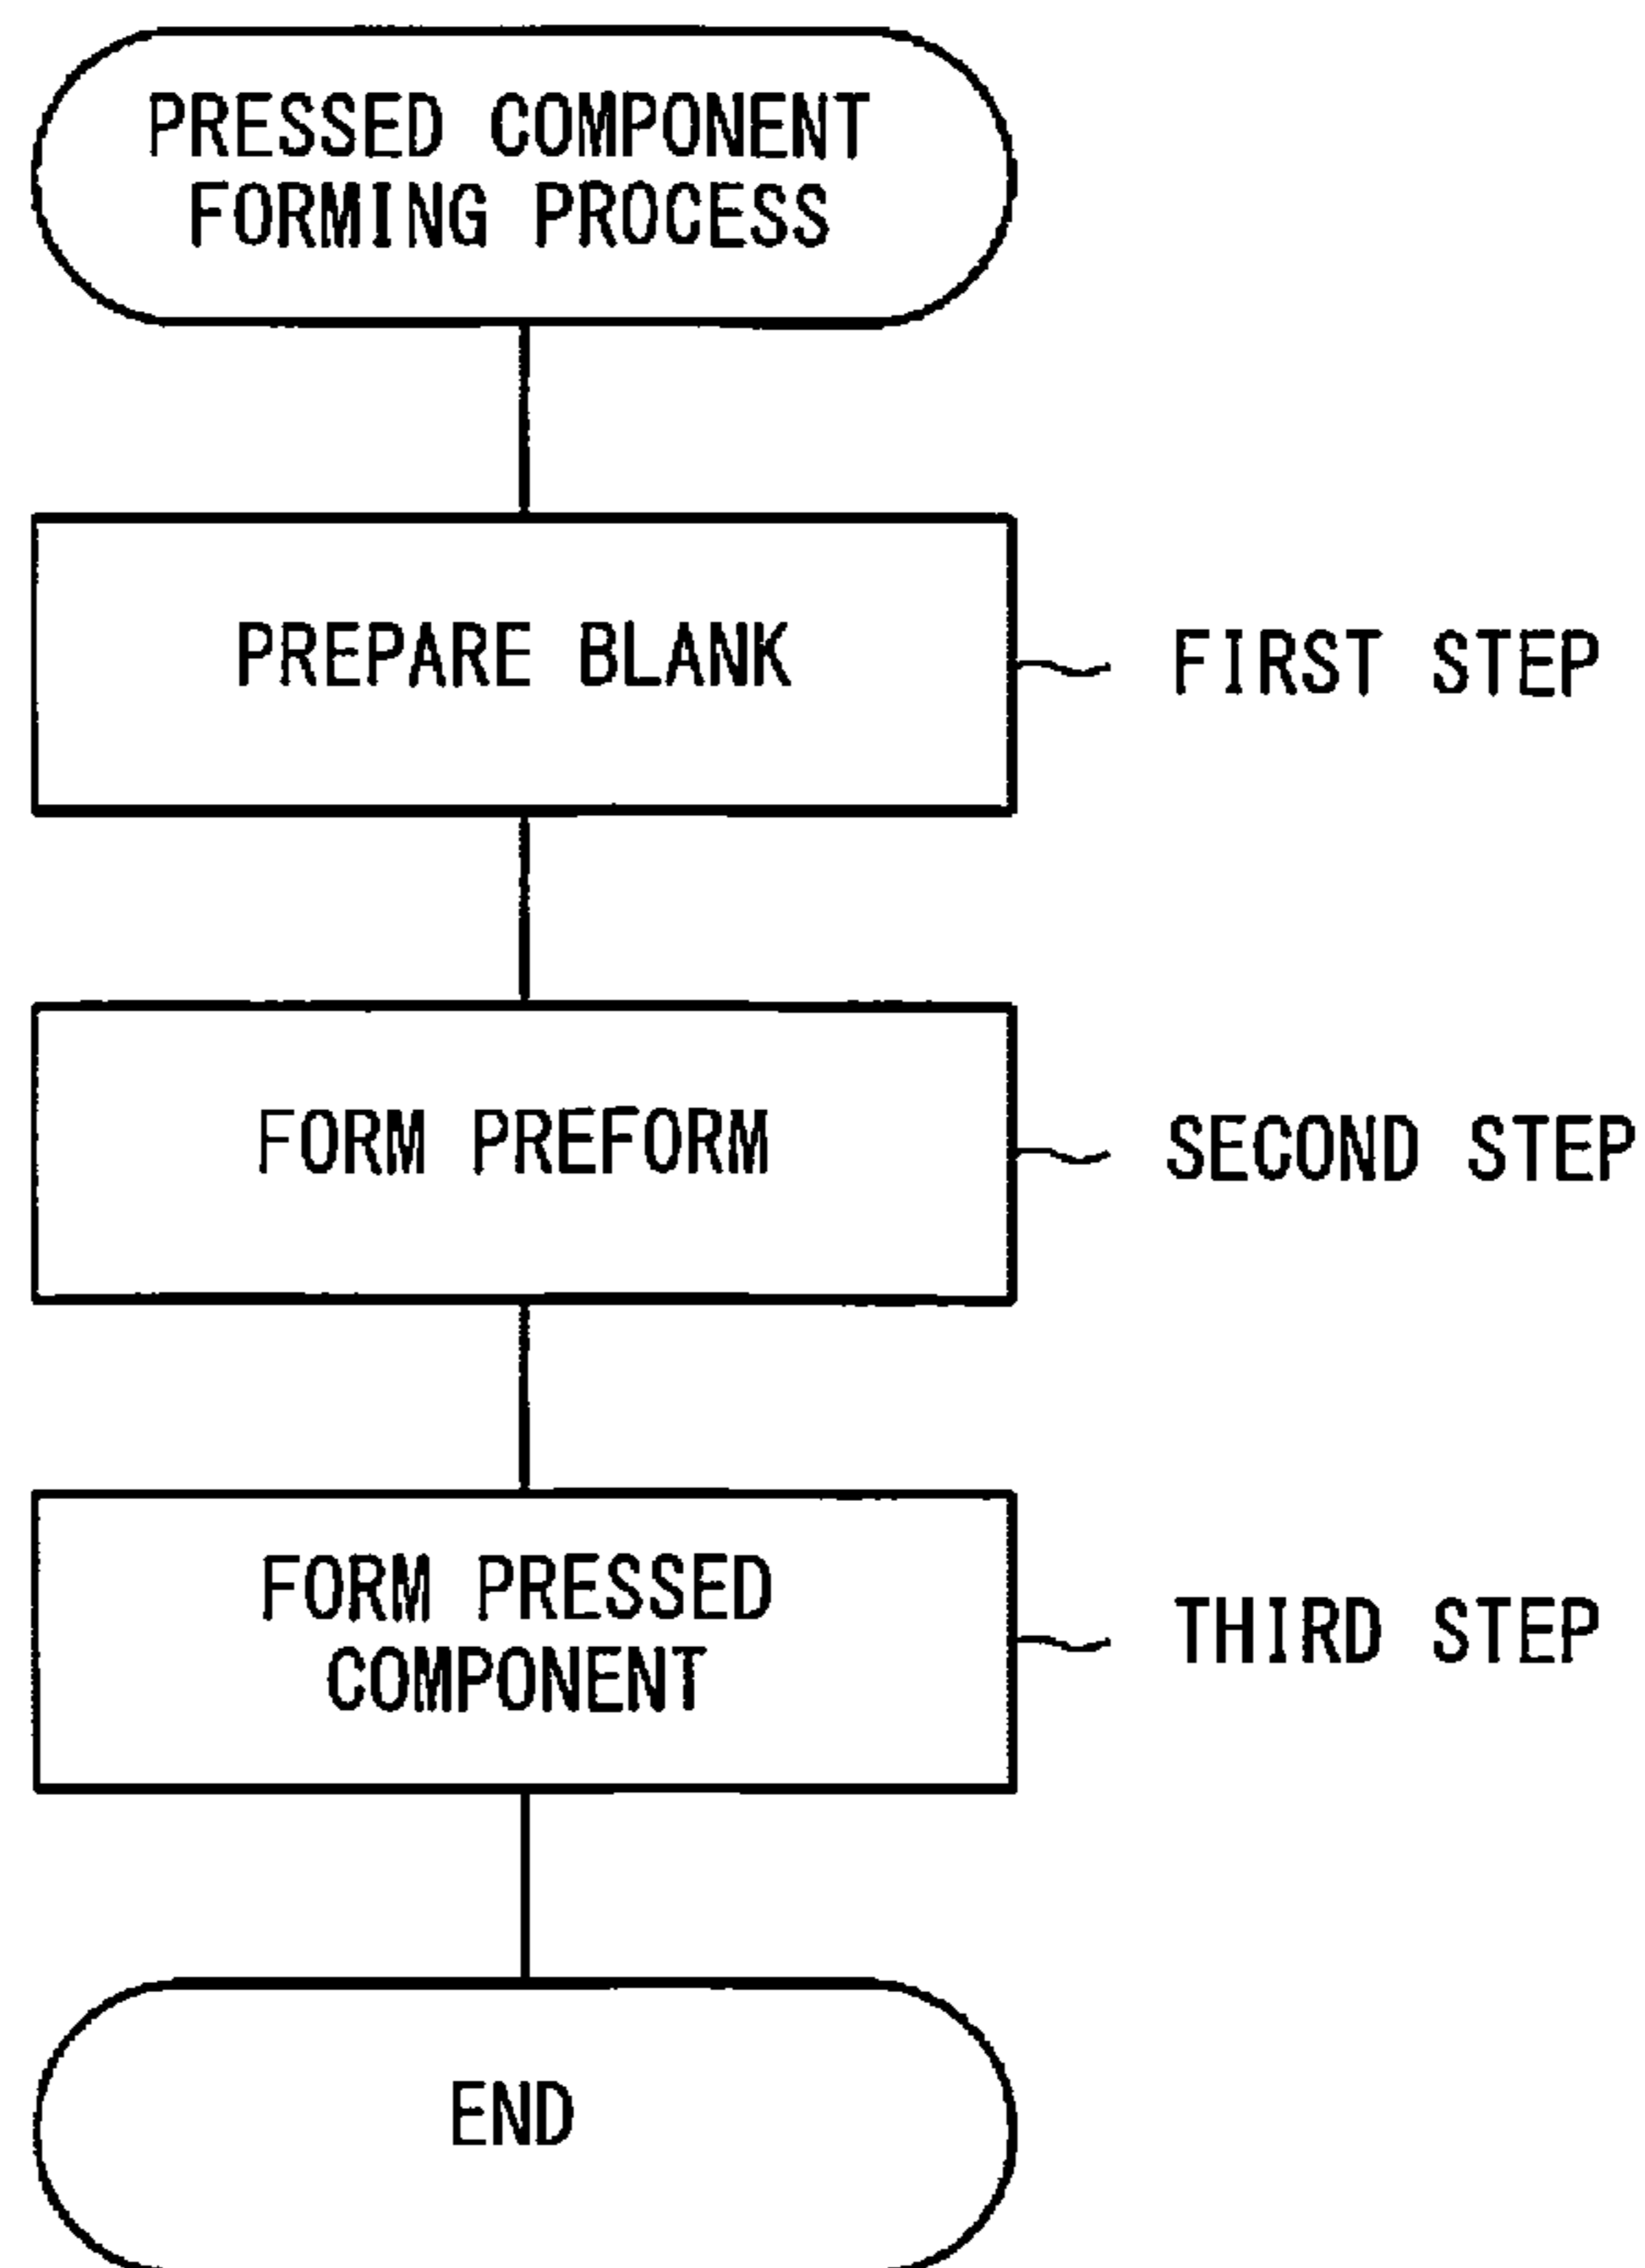 PRESSED COMPONENT
FORMING PROCESS
PREPARE BLANK
FIRST STEP
FORM PREFORM
SECOND STEP
FORM PRESSED
COMPONENT
THIRD STEP
END